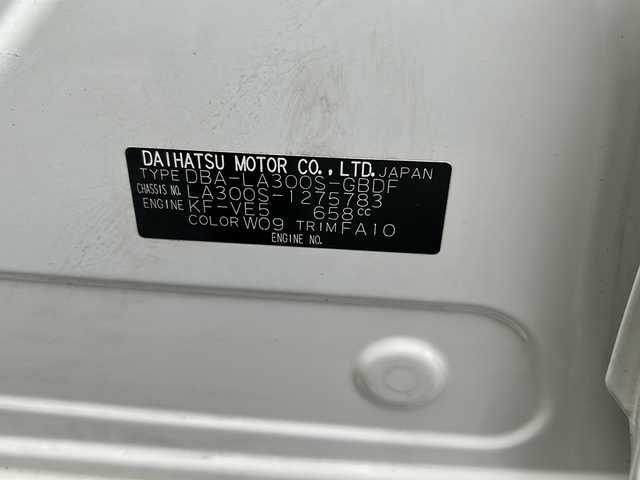 DAIHATSU MOTOR CO., LTD. JAPAN
TYPE DBA-LA300S-GBDF
CHASSIS NO. LA300S-1275783
ENGINE KF-VE5 658cc
COLOR W09 TRIM FA10
ENGINE NO.